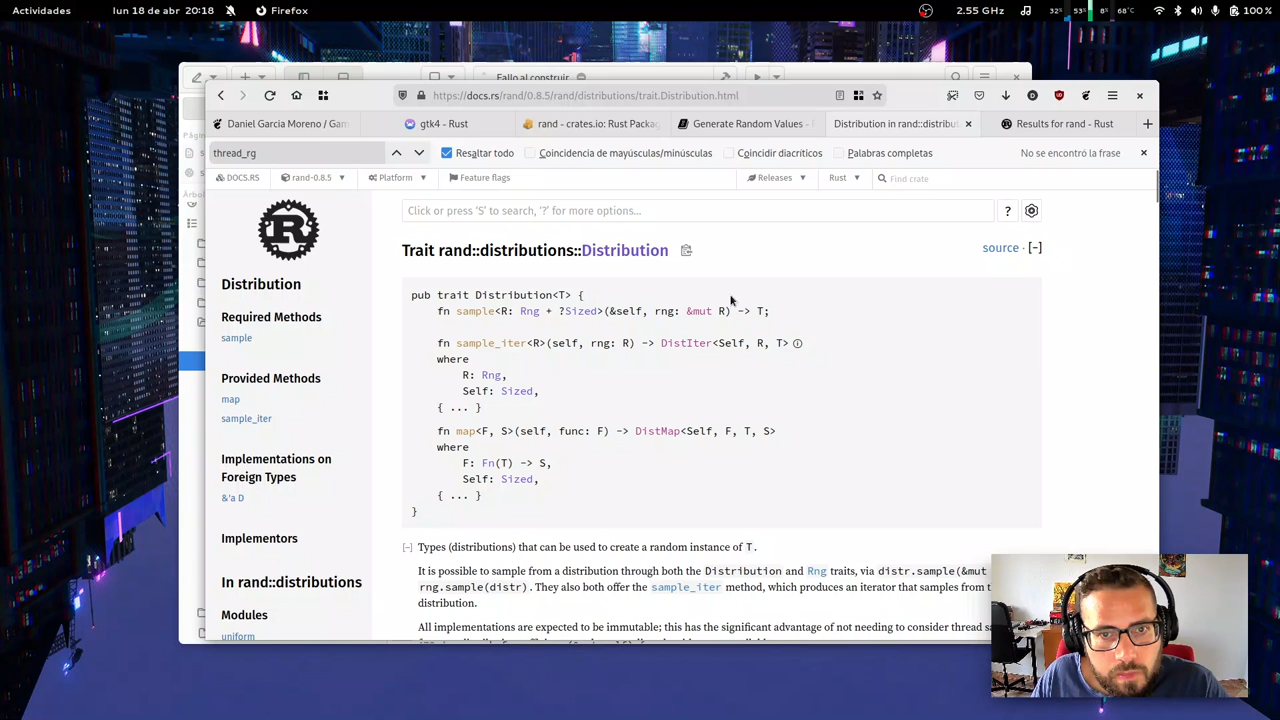 Actividades lun 18 de abr 20:18 Firefox 2.55 GHz 32% 53% 8% 68°C 100 %
Fallo al construir
https://docs.rs/rand/0.8.5/rand/distributions/trait.Distribution.html
Daniel Garcia Moreno / Gam gtk4 - Rust rand - crates.io: Rust Packag Generate Random Values - Distribution in rand::distribut Results for rand - Rust
thread_rg Resaltar todo Coincidencia de mayúsculas/minúsculas Coincidir diacríticos Palabras completas No se encontró la frase
DOCS.RS rand-0.8.5 Platform Feature flags Releases Rust Find crate
Click or press 'S' to search, '?' for more options... ?
Trait rand::distributions::Distribution source · [-]
Distribution
Required Methods
sample
Provided Methods
map
sample_iter
Implementations on
Foreign Types
&'a D
Implementors
In rand::distributions
Modules
uniform
pub trait Distribution<T> {
fn sample<R: Rng + ?Sized>(&self, rng: &mut R) -> T;
fn sample_iter<R>(self, rng: R) -> DistIter<Self, R, T> ⓘ
where
R: Rng,
Self: Sized,
{ ... }
fn map<F, S>(self, func: F) -> DistMap<Self, F, T, S>
where
F: Fn(T) -> S,
Self: Sized,
{ ... }
}
[-] Types (distributions) that can be used to create a random instance of T.
It is possible to sample from a distribution through both the Distribution and Rng traits, via distr.sample(&mut
rng.sample(distr). They also both offer the sample_iter method, which produces an iterator that samples from
distribution.
All implementations are expected to be immutable; this has the significant advantage of not needing to consider thread